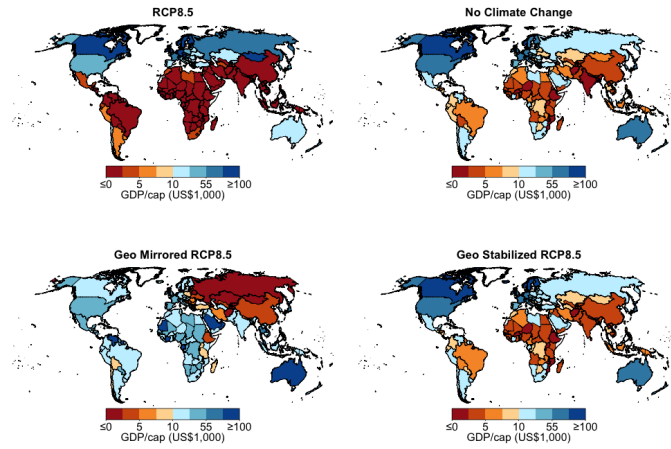 RCP8.5
≤0 5 10 55 ≥100
GDP/cap (US$1,000)
No Climate Change
≤0 5 10 55 ≥100
GDP/cap (US$1,000)
Geo Mirrored RCP8.5
≤0 5 10 55 ≥100
GDP/cap (US$1,000)
Geo Stabilized RCP8.5
≤0 5 10 55 ≥100
GDP/cap (US$1,000)